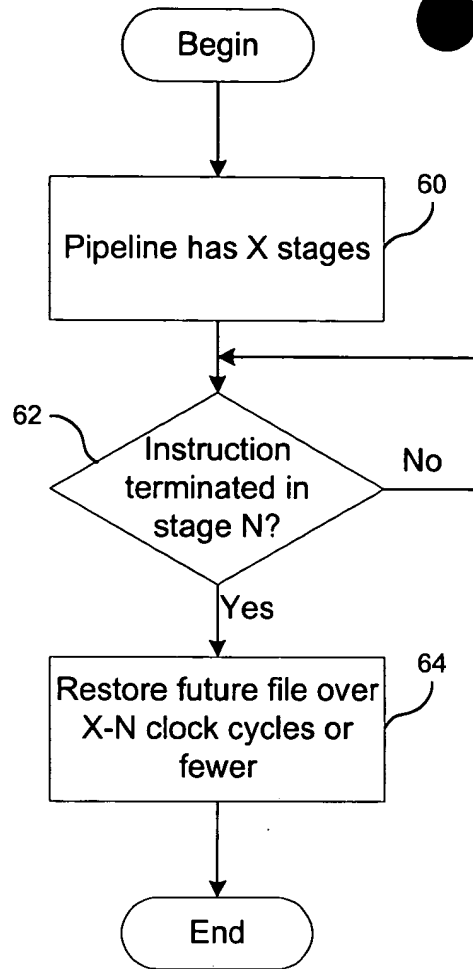 Begin
60
Pipeline has X stages
62
Instruction
terminated in
stage N?
No
Yes
64
Restore future file over
X-N clock cycles or
fewer
End